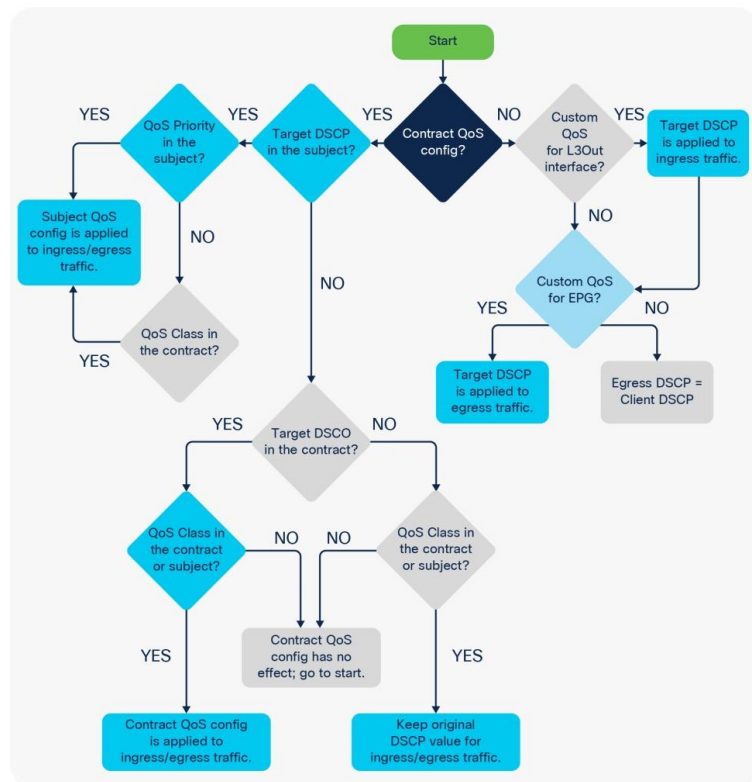 Start
YES
YES
YES
NO
YES
QoS Priority
in the
subject?
Target DSCP
in the subject?
Contract QoS
config?
Custom
QoS
for L3Out
interface?
Target DSCP
is applied to
ingress traffic.
Subject QoS
config is applied
to ingress/egress
traffic.
NO
NO
NO
Custom QoS
for EPG?
YES
NO
QoS Class in
the contract?
YES
Target DSCP
is applied to
egress traffic.
Egress DSCP =
Client DSCP
YES
Target DSCO
in the contract?
NO
QoS Class in
the contract
or subject?
NO
NO
QoS Class in
the contract
or subject?
YES
Contract QoS
config has no
effect; go to start.
YES
Contract QoS config
is applied to
ingress/egress traffic.
Keep original
DSCP value for
ingress/egress traffic.